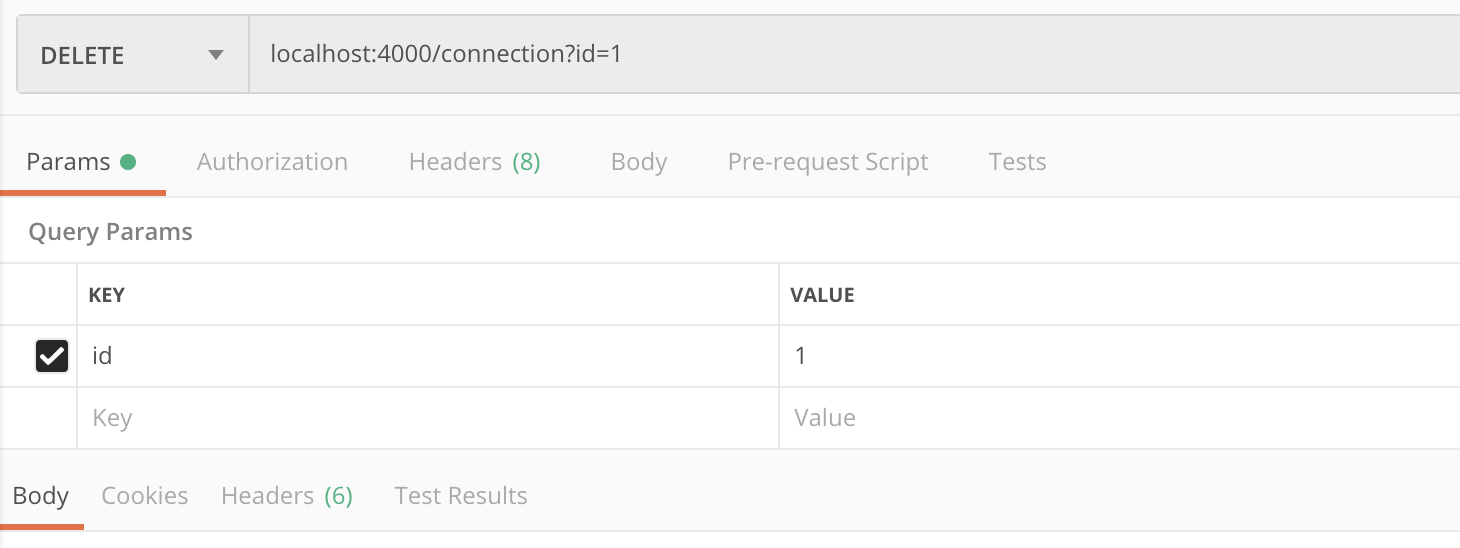 DELETE localhost:4000/connection?id=1
Params Authorization Headers (8) Body Pre-request Script Tests
Query Params
KEY VALUE
id 1
Key Value
Body Cookies Headers (6) Test Results